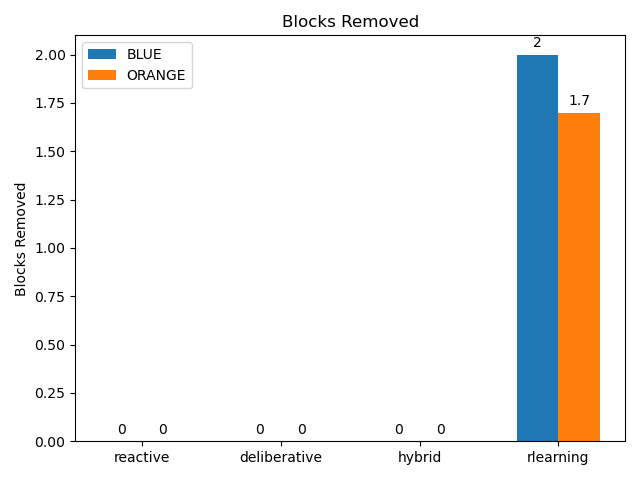 Blocks Removed
BLUE
ORANGE
2
1.7
2.00
1.75
1.50
1.25
1.00
0.75
0.50
0.25
0.00
Blocks Removed
0 0 0 0 0 0
reactive deliberative hybrid rlearning